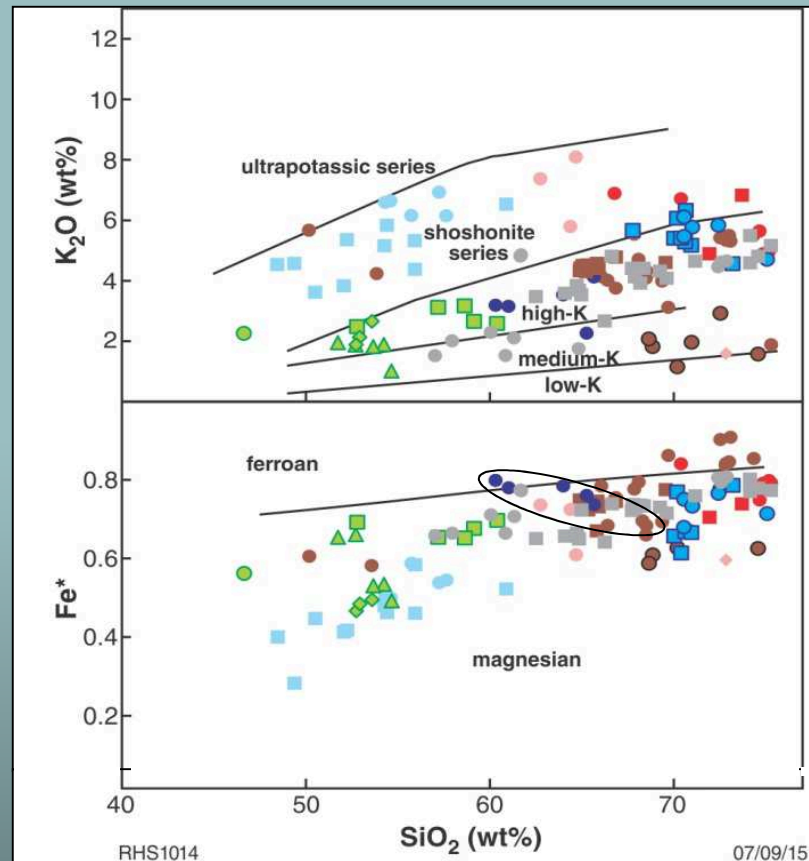 12
10
8
6
4
2
K₂O (wt%)
ultrapotassic series
shoshonite
series
high-K
medium-K
low-K
0.8
0.6
0.4
0.2
Fe*
ferroan
magnesian
40
50
60
70
SiO₂ (wt%)
RHS1014
07/09/15